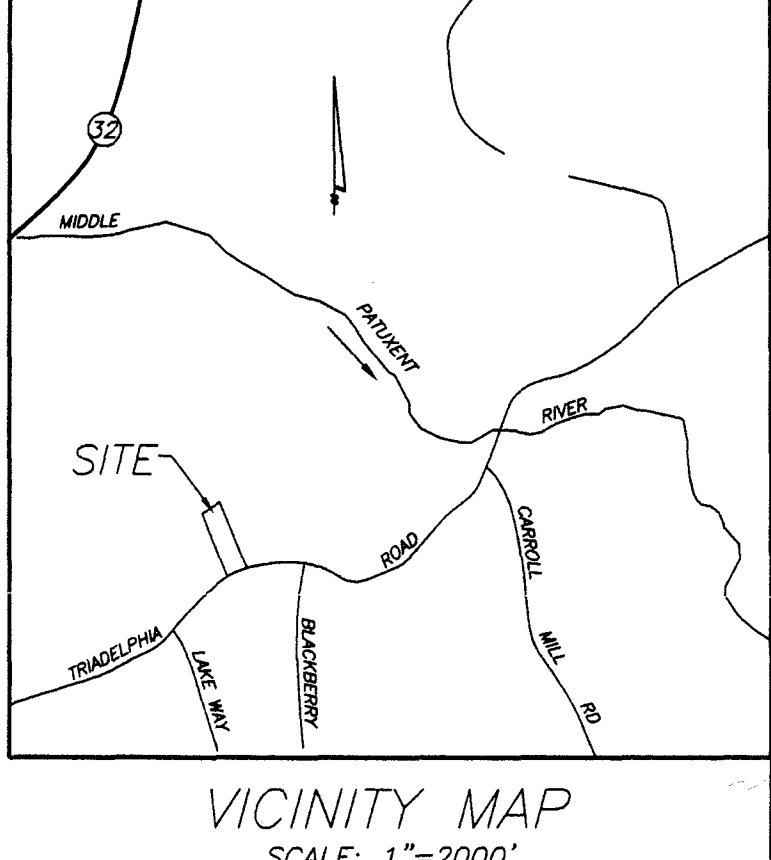 32
MIDDLE
PATUXENT
RIVER
SITE
CARROLL
ROAD
TRIADELPHIA
LAKE WAY
BLACKBERRY
MILL
RD
VICINITY MAP
SCALE: 1"=2000'